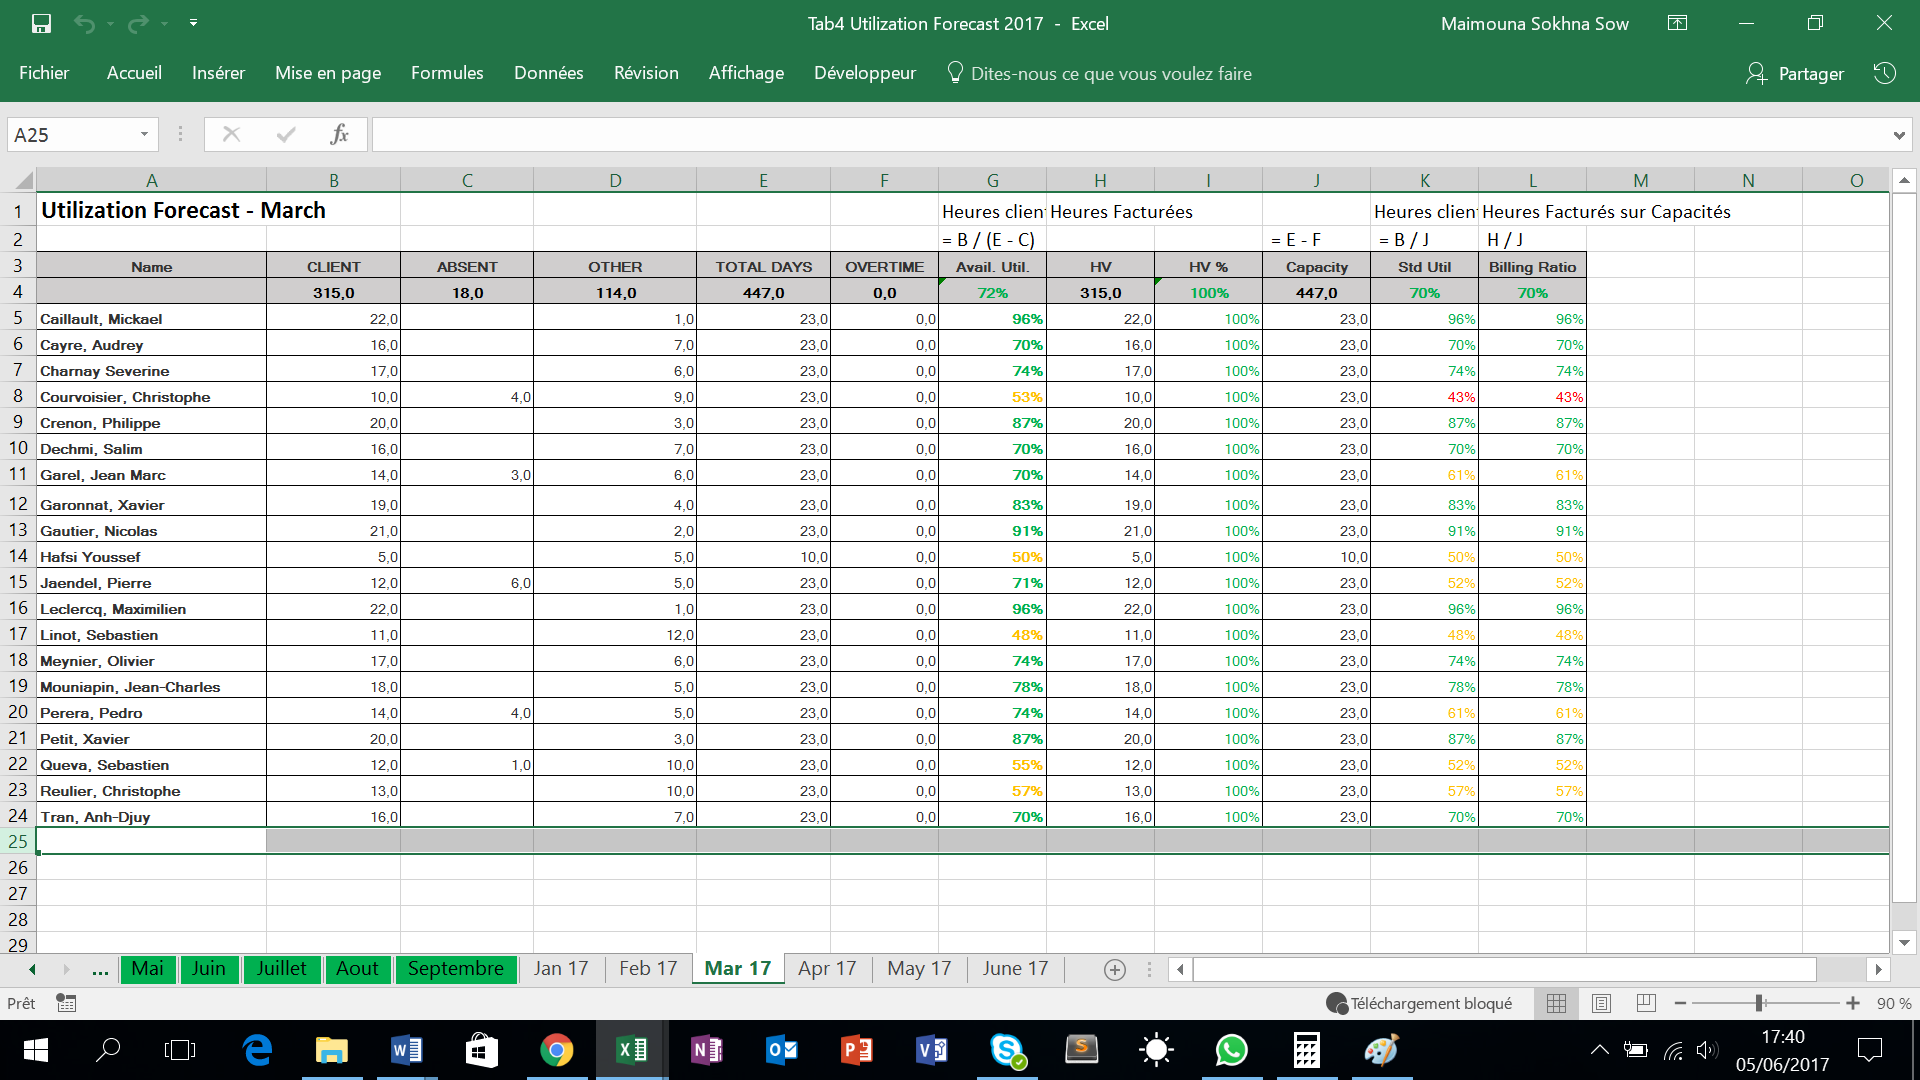 Tab4 Utilization Forecast 2017 - Excel
Maimouna Sokhna Sow
Fichier Accueil Insérer Mise en page Formules Données Révision Affichage Développeur Dites-nous ce que vous voulez faire Partager
A25 fx
A B C D E F G H I J K L M N O
1 Utilization Forecast - March Heures clien Heures Facturées Heures clien Heures Facturés sur Capacités
2 = B / (E - C) = E - F = B / J H / J
3 Name CLIENT ABSENT OTHER TOTAL DAYS OVERTIME Avail. Util. HV HV % Capacity Std Util Billing Ratio
4 315,0 18,0 114,0 447,0 0,0 72% 315,0 100% 447,0 70% 70%
5 Caillault, Mickael 22,0 1,0 23,0 0,0 96% 22,0 100% 23,0 96% 96%
6 Cayre, Audrey 16,0 7,0 23,0 0,0 70% 16,0 100% 23,0 70% 70%
7 Charnay Severine 17,0 6,0 23,0 0,0 74% 17,0 100% 23,0 74% 74%
8 Courvoisier, Christophe 10,0 4,0 9,0 23,0 0,0 53% 10,0 100% 23,0 43% 43%
9 Crenon, Philippe 20,0 3,0 23,0 0,0 87% 20,0 100% 23,0 87% 87%
10 Dechmi, Salim 16,0 7,0 23,0 0,0 70% 16,0 100% 23,0 70% 70%
11 Garel, Jean Marc 14,0 3,0 6,0 23,0 0,0 70% 14,0 100% 23,0 61% 61%
12 Garonnat, Xavier 19,0 4,0 23,0 0,0 83% 19,0 100% 23,0 83% 83%
13 Gautier, Nicolas 21,0 2,0 23,0 0,0 91% 21,0 100% 23,0 91% 91%
14 Hafsi Youssef 5,0 5,0 10,0 0,0 50% 5,0 100% 10,0 50% 50%
15 Jaendel, Pierre 12,0 6,0 5,0 23,0 0,0 71% 12,0 100% 23,0 52% 52%
16 Leclercq, Maximilien 22,0 1,0 23,0 0,0 96% 22,0 100% 23,0 96% 96%
17 Linot, Sebastien 11,0 12,0 23,0 0,0 48% 11,0 100% 23,0 48% 48%
18 Meynier, Olivier 17,0 6,0 23,0 0,0 74% 17,0 100% 23,0 74% 74%
19 Mouniapin, Jean-Charles 18,0 5,0 23,0 0,0 78% 18,0 100% 23,0 78% 78%
20 Perera, Pedro 14,0 4,0 5,0 23,0 0,0 74% 14,0 100% 23,0 61% 61%
21 Petit, Xavier 20,0 3,0 23,0 0,0 87% 20,0 100% 23,0 87% 87%
22 Queva, Sebastien 12,0 1,0 10,0 23,0 0,0 55% 12,0 100% 23,0 52% 52%
23 Reulier, Christophe 13,0 10,0 23,0 0,0 57% 13,0 100% 23,0 57% 57%
24 Tran, Anh-Djuy 16,0 7,0 23,0 0,0 70% 16,0 100% 23,0 70% 70%
25
26
27
28
29
... Mai Juin Juillet Aout Septembre Jan 17 Feb 17 Mar 17 Apr 17 May 17 June 17
Prêt Téléchargement bloqué 90 %
17:40
05/06/2017